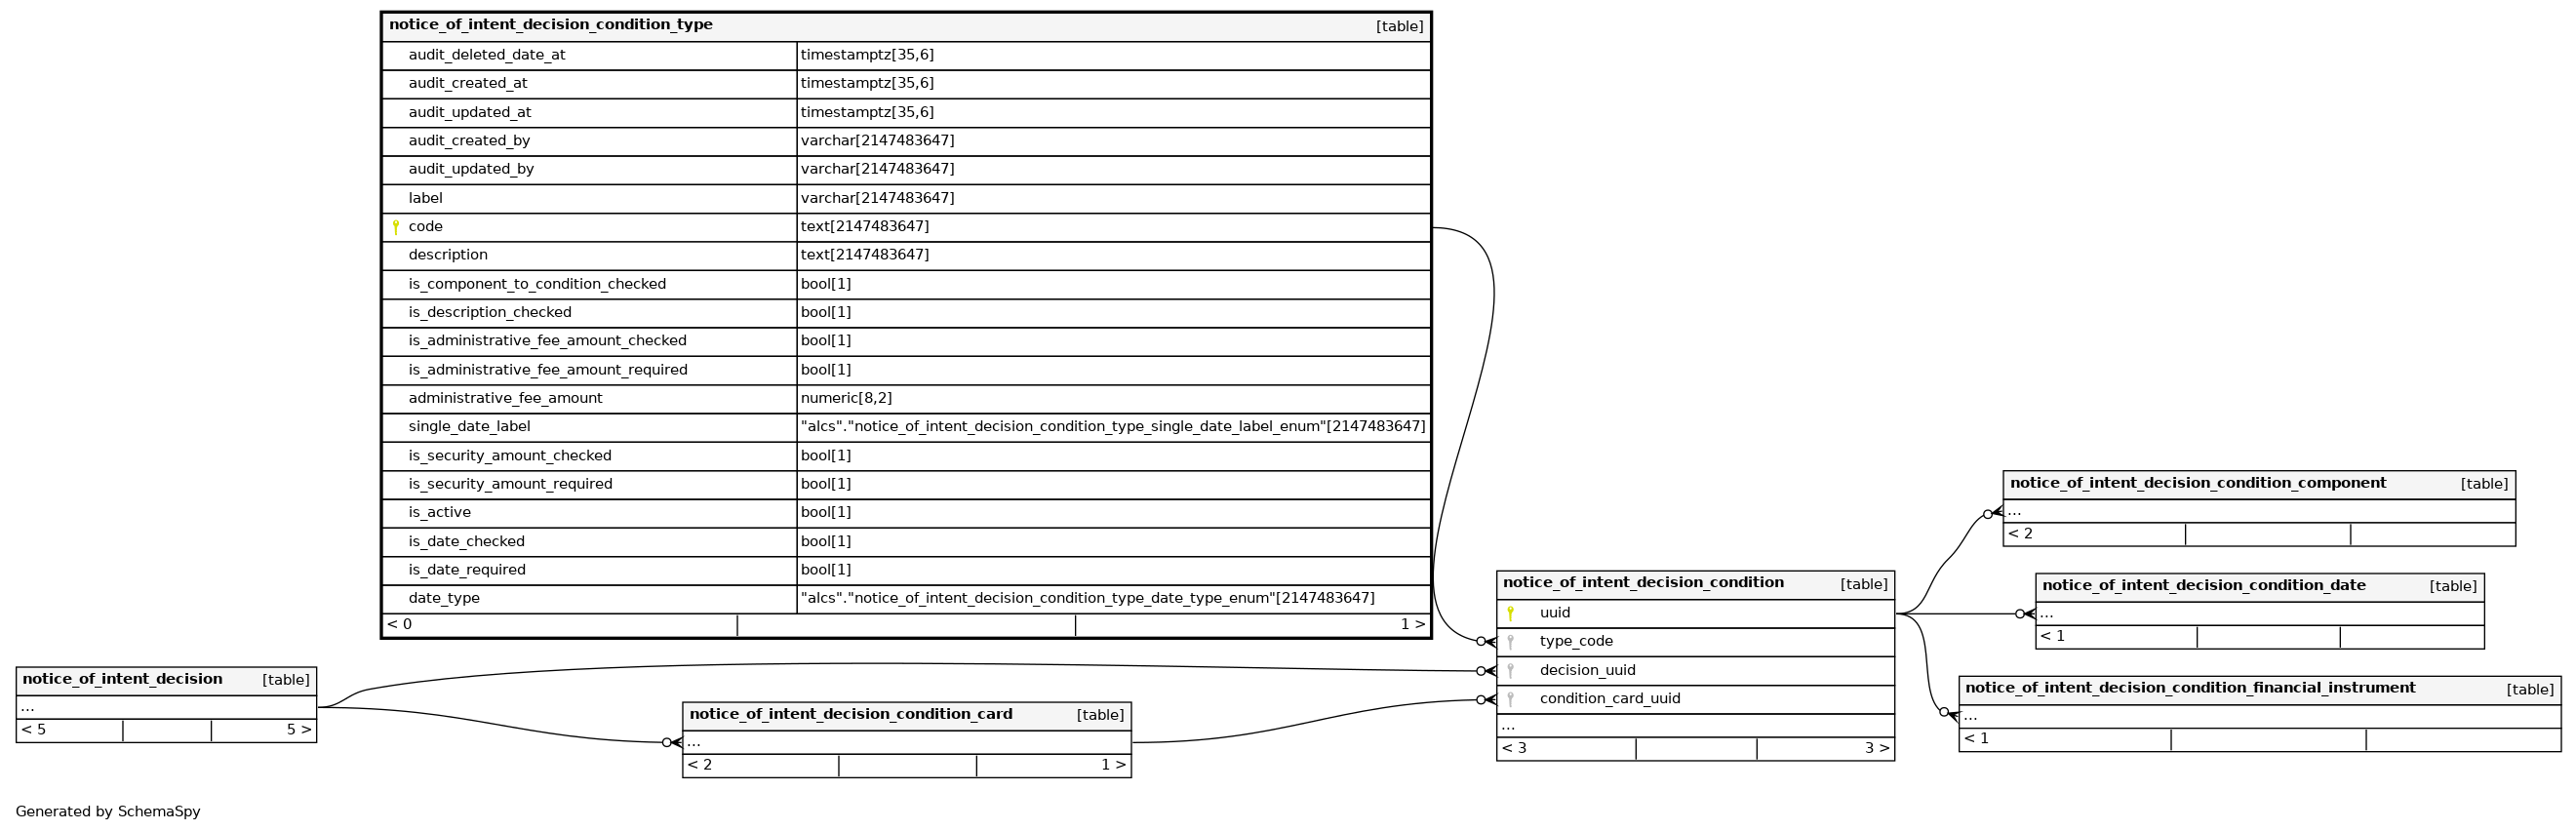 notice_of_intent_decision_condition_type [table]
audit_deleted_date_at timestamptz[35,6]
audit_created_at timestamptz[35,6]
audit_updated_at timestamptz[35,6]
audit_created_by varchar[2147483647]
audit_updated_by varchar[2147483647]
label varchar[2147483647]
code text[2147483647]
description text[2147483647]
is_component_to_condition_checked bool[1]
is_description_checked bool[1]
is_administrative_fee_amount_checked bool[1]
is_administrative_fee_amount_required bool[1]
administrative_fee_amount numeric[8,2]
single_date_label "alcs"."notice_of_intent_decision_condition_type_single_date_label_enum"[2147483647]
is_security_amount_checked bool[1]
is_security_amount_required bool[1]
is_active bool[1]
is_date_checked bool[1]
is_date_required bool[1]
date_type "alcs"."notice_of_intent_decision_condition_type_date_type_enum"[2147483647]
< 0 1 >
notice_of_intent_decision [table]
...
< 5 5 >
notice_of_intent_decision_condition_card [table]
...
< 2 1 >
notice_of_intent_decision_condition [table]
uuid
type_code
decision_uuid
condition_card_uuid
...
< 3 3 >
notice_of_intent_decision_condition_component [table]
...
< 2
notice_of_intent_decision_condition_date [table]
...
< 1
notice_of_intent_decision_condition_financial_instrument [table]
...
< 1
Generated by SchemaSpy